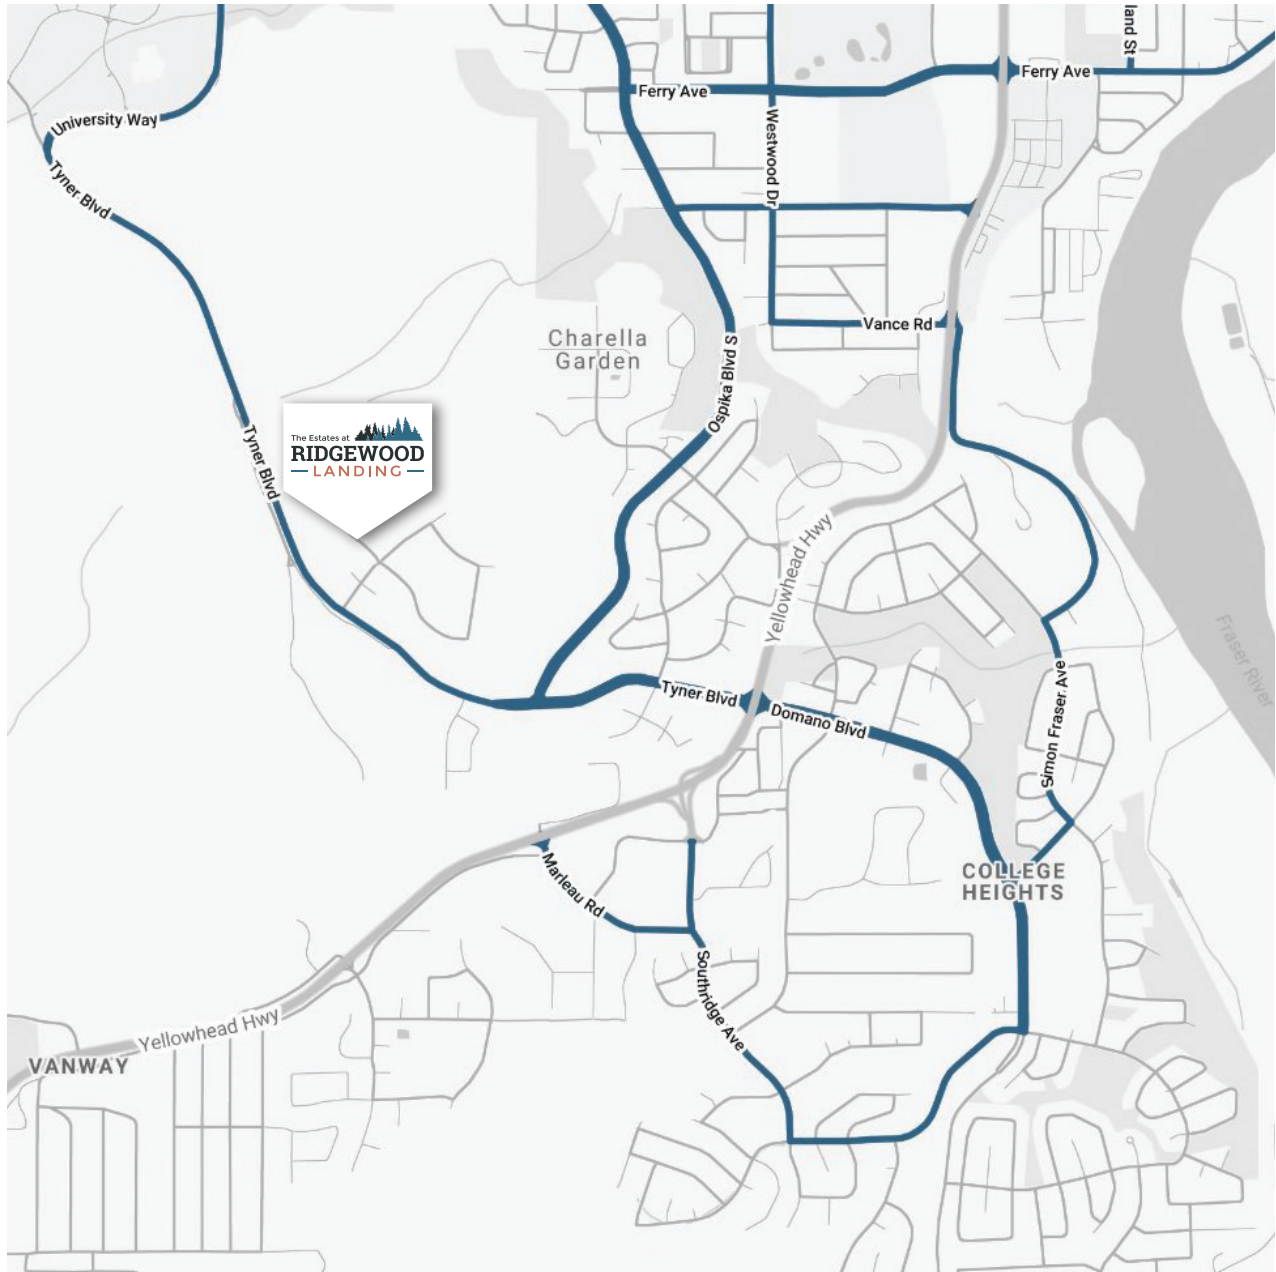 land St
Ferry Ave
Ferry Ave
University Way
Westwood Dr
Tyner Blvd
Vance Rd
Charella
Garden
Ospika Blvd S
The Estates at
RIDGEWOOD
LANDING
Tyner Blvd
Yellowhead Hwy
Fraser River
Simon Fraser Ave
Tyner Blvd
Domano Blvd
COLLEGE
HEIGHTS
Marleau Rd
Southridge Ave
Yellowhead Hwy
VANWAY